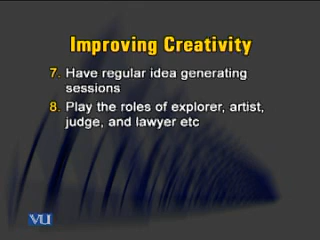 Improving Creativity
7. Have regular idea generating
sessions
8. Play the roles of explorer, artist,
judge, and lawyer etc
VU